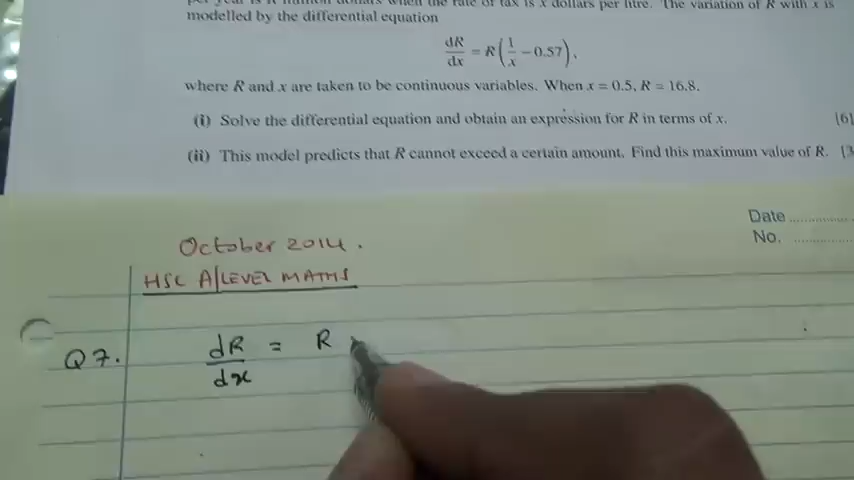 per year is R million dollars when the rate of tax is x dollars per litre. The variation of R with x is
modelled by the differential equation
dR/dx = R(1/x − 0.57),
where R and x are taken to be continuous variables. When x = 0.5, R = 16.8.
(i) Solve the differential equation and obtain an expression for R in terms of x. [6]
(ii) This model predicts that R cannot exceed a certain amount. Find this maximum value of R. [3
Date ...............
No. ...............
October 2014.
HSC A/LEVEL MATHS
Q7. dR/dx = R